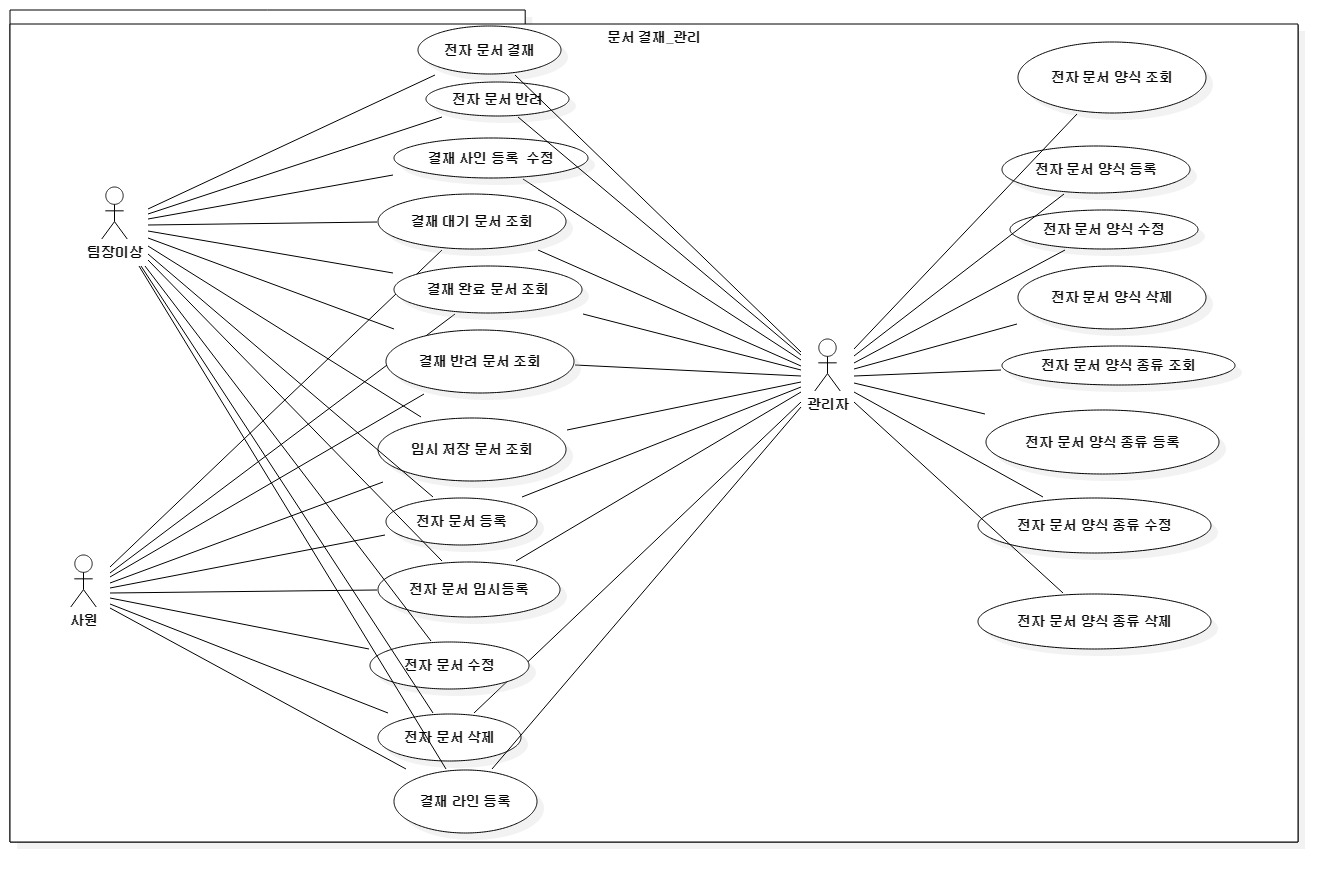 문서 결재_관리
전자 문서 결재
전자 문서 반려
결재 사인 등록 수정
결재 대기 문서 조회
결재 완료 문서 조회
결재 반려 문서 조회
임시 저장 문서 조회
전자 문서 등록
전자 문서 임시등록
전자 문서 수정
전자 문서 삭제
결재 라인 등록
팀장이상
사원
관리자
전자 문서 양식 조회
전자 문서 양식 등록
전자 문서 양식 수정
전자 문서 양식 삭제
전자 문서 양식 종류 조회
전자 문서 양식 종류 등록
전자 문서 양식 종류 수정
전자 문서 양식 종류 삭제